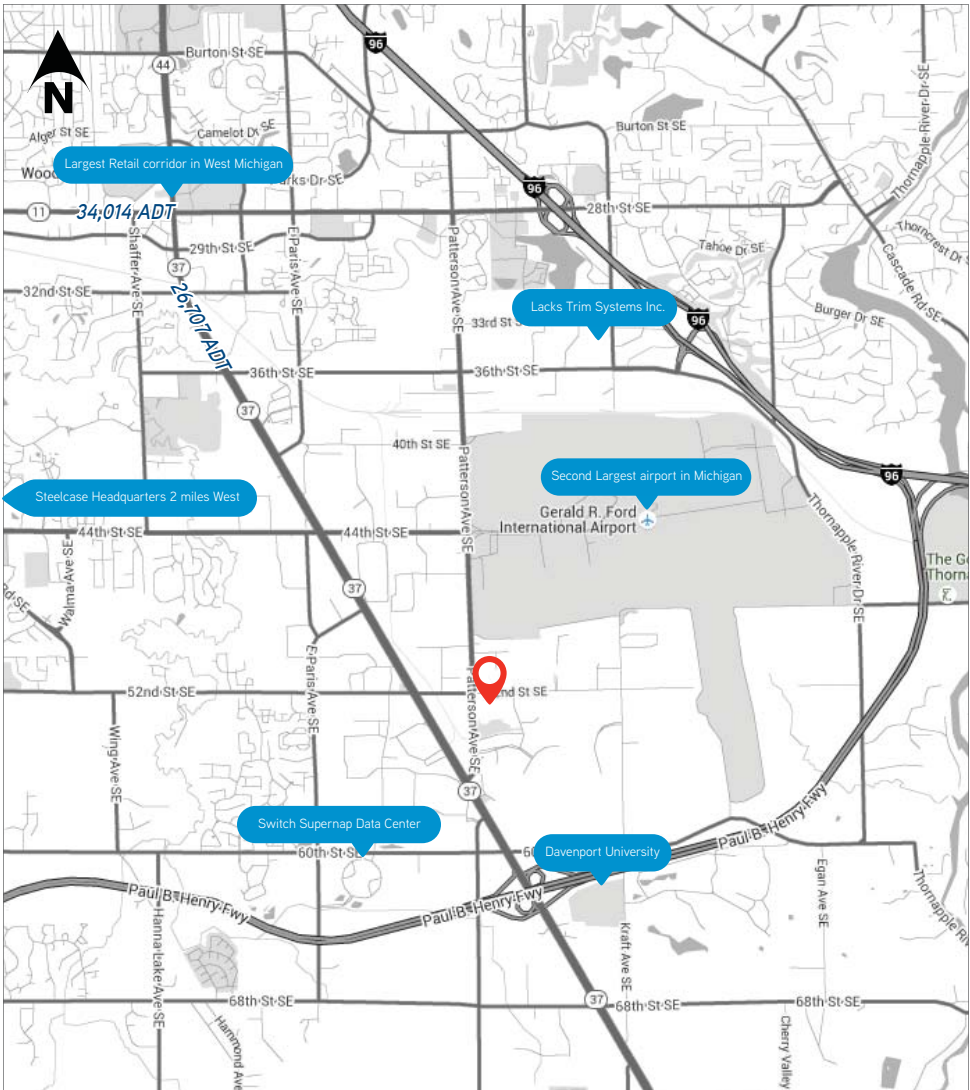 96
Burton St SE
44
N
Alger St SE
Camelot Dr SE
Burton St SE
Thornapple River Dr SE
Largest Retail corridor in West Michigan
Parks Dr SE
96
11
34,014 ADT
28th St SE
Shaffer Ave SE
29th St SE
E Paris Ave SE
Patterson Ave SE
Tahoe Dr SE
Cascade Rd SE
37
32nd St SE
26,707 ADT
Lacks Trim Systems Inc.
33rd St S
96
Burger Dr SE
36th St SE
36th St SE
37
40th St SE
Patterson Ave SE
Second Largest airport in Michigan
96
Steelcase Headquarters 2 miles West
Gerald R. Ford
International Airport
Thornapple River Dr SE
44th St SE
44th St SE
Walma Ave SE
Rd SE
37
E Paris Ave SE
52nd St SE
Patterson Ave SE
nd St SE
Wing Ave SE
37
Switch Supernap Data Center
60th St SE
Davenport University
Paul B. Henry Fwy
Paul B. Henry Fwy
Paul B. Henry Fwy
Hanna Lake Ave SE
Kraft Ave SE
Egan Ave SE
68th St SE
37
68th St SE
68th St SE
Hammond Ave
Cherry Valley